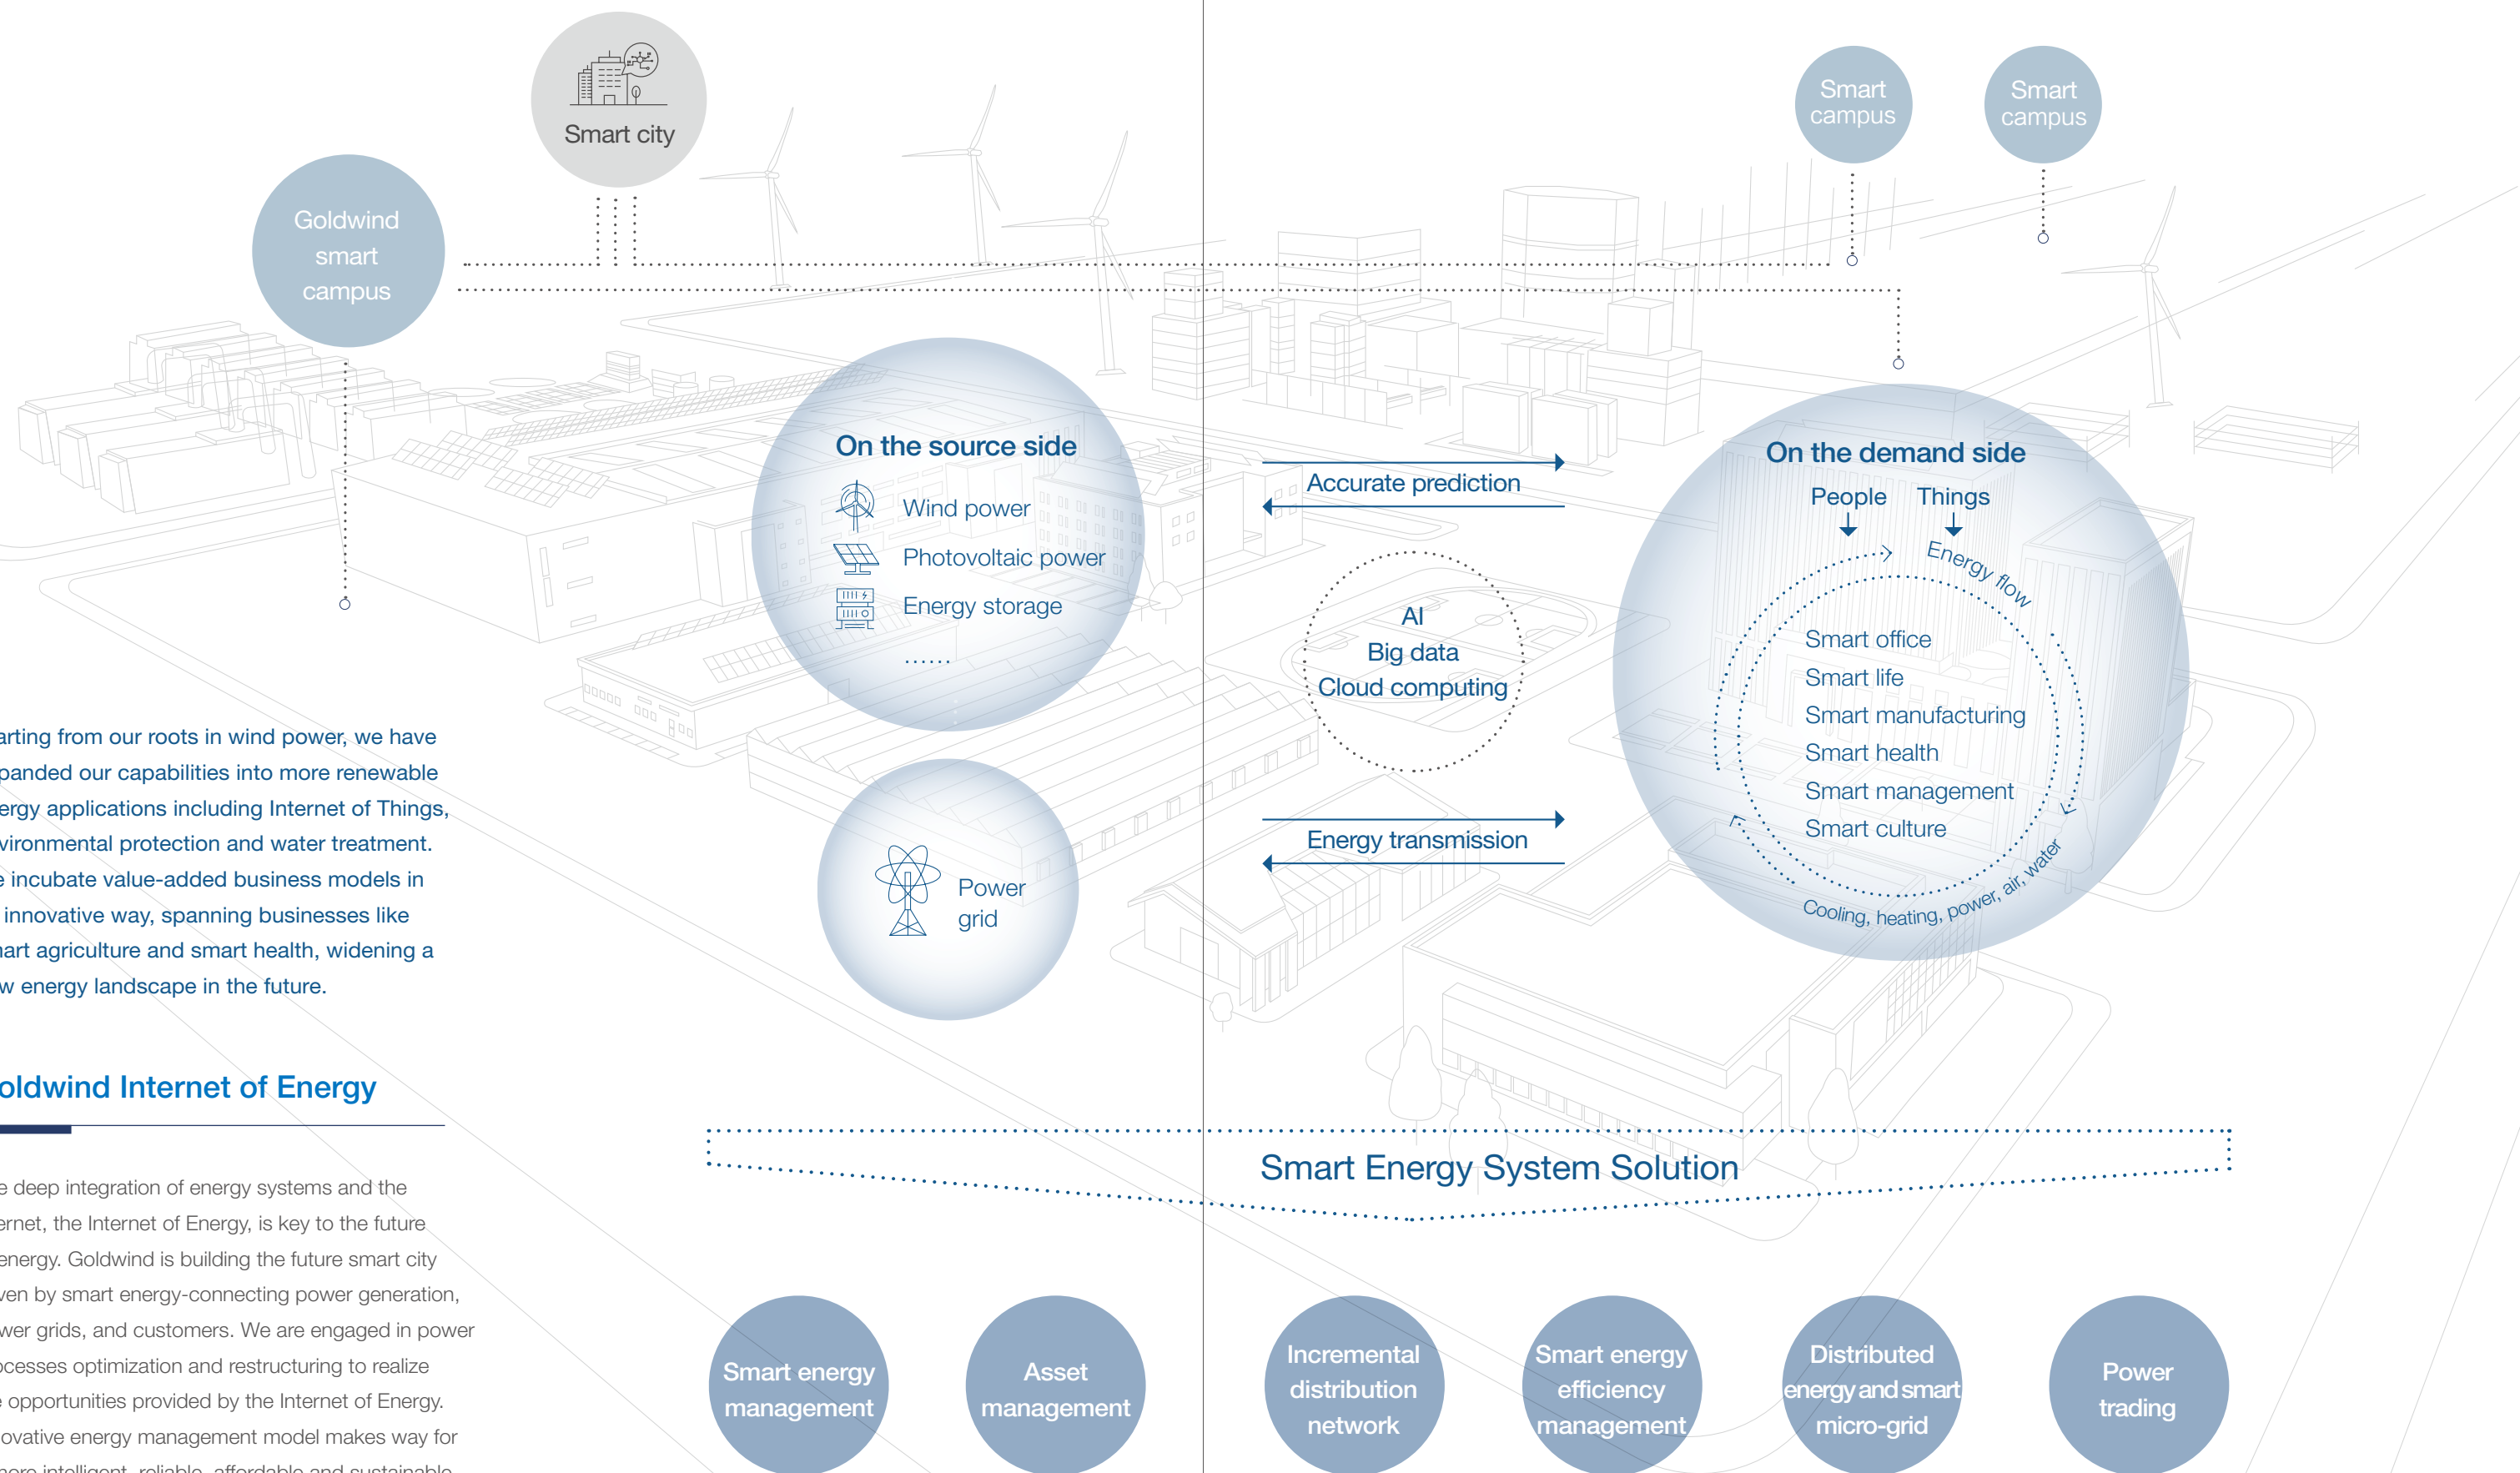 Smart city
Goldwind
smart
campus
Smart
campus
Smart
campus
On the source side
Wind power
Photovoltaic power
Energy storage
......
Power
grid
Accurate prediction
AI
Big data
Cloud computing
Energy transmission
On the demand side
People Things
Energy flow
Smart office
Smart life
Smart manufacturing
Smart health
Smart management
Smart culture
Cooling, heating, power, air, water
arting from our roots in wind power, we have
panded our capabilities into more renewable
ergy applications including Internet of Things,
vironmental protection and water treatment.
e incubate value-added business models in
innovative way, spanning businesses like
mart agriculture and smart health, widening a
w energy landscape in the future.
oldwind Internet of Energy
e deep integration of energy systems and the
ernet, the Internet of Energy, is key to the future
energy. Goldwind is building the future smart city
ven by smart energy-connecting power generation,
wer grids, and customers. We are engaged in power
ocesses optimization and restructuring to realize
e opportunities provided by the Internet of Energy.
ovative energy management model makes way for
more intelligent, reliable, affordable and sustainable
Smart Energy System Solution
Smart energy
management
Asset
management
Incremental
distribution
network
Smart energy
efficiency
management
Distributed
energy and smart
micro-grid
Power
trading